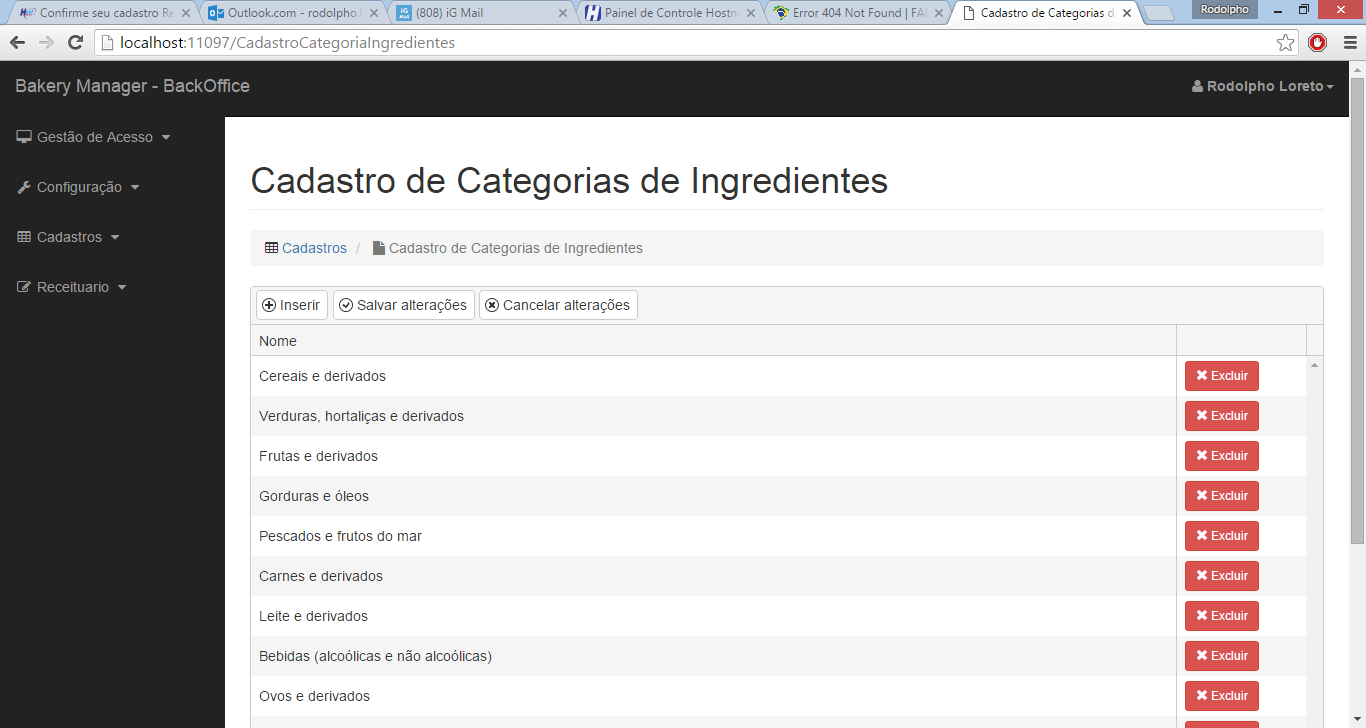 Confirme seu cadastro Re
Outlook.com - rodolpho.l
(808) iG Mail
Painel de Controle Hostn
Error 404 Not Found | FA
Cadastro de Categorias d
Rodolpho
localhost:11097/CadastroCategoriaIngredientes
Bakery Manager - BackOffice
Rodolpho Loreto
Gestão de Acesso
Configuração
Cadastros
Receituario
Cadastro de Categorias de Ingredientes
Cadastros / Cadastro de Categorias de Ingredientes
Inserir Salvar alterações Cancelar alterações
Nome
Cereais e derivados Excluir
Verduras, hortaliças e derivados Excluir
Frutas e derivados Excluir
Gorduras e óleos Excluir
Pescados e frutos do mar Excluir
Carnes e derivados Excluir
Leite e derivados Excluir
Bebidas (alcoólicas e não alcoólicas) Excluir
Ovos e derivados Excluir